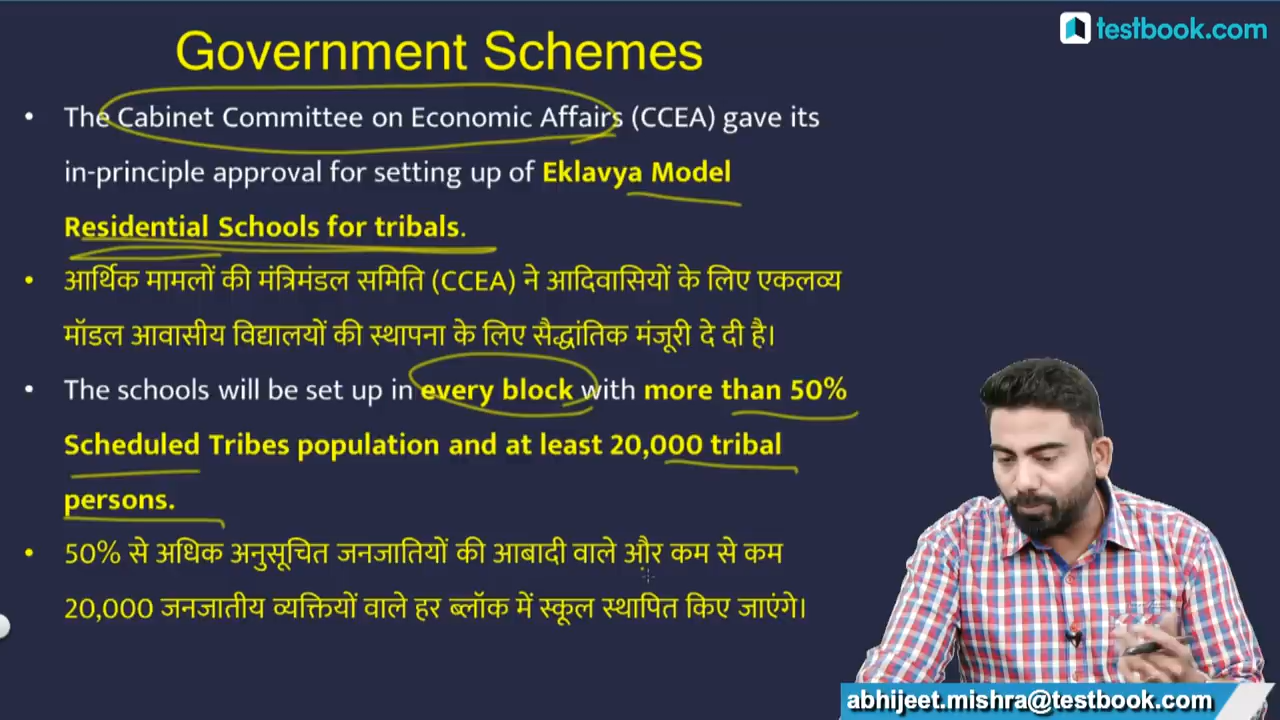 testbook.com
Government Schemes
• The Cabinet Committee on Economic Affairs (CCEA) gave its
in-principle approval for setting up of Eklavya Model
Residential Schools for tribals.
• आर्थिक मामलों की मंत्रिमंडल समिति (CCEA) ने आदिवासियों के लिए एकलव्य
मॉडल आवासीय विद्यालयों की स्थापना के लिए सैद्धांतिक मंजूरी दे दी है।
• The schools will be set up in every block with more than 50%
Scheduled Tribes population and at least 20,000 tribal
persons.
• 50% से अधिक अनुसूचित जनजातियों की आबादी वाले और कम से कम
20,000 जनजातीय व्यक्तियों वाले हर ब्लॉक में स्कूल स्थापित किए जाएंगे।
abhijeet.mishra@testbook.com